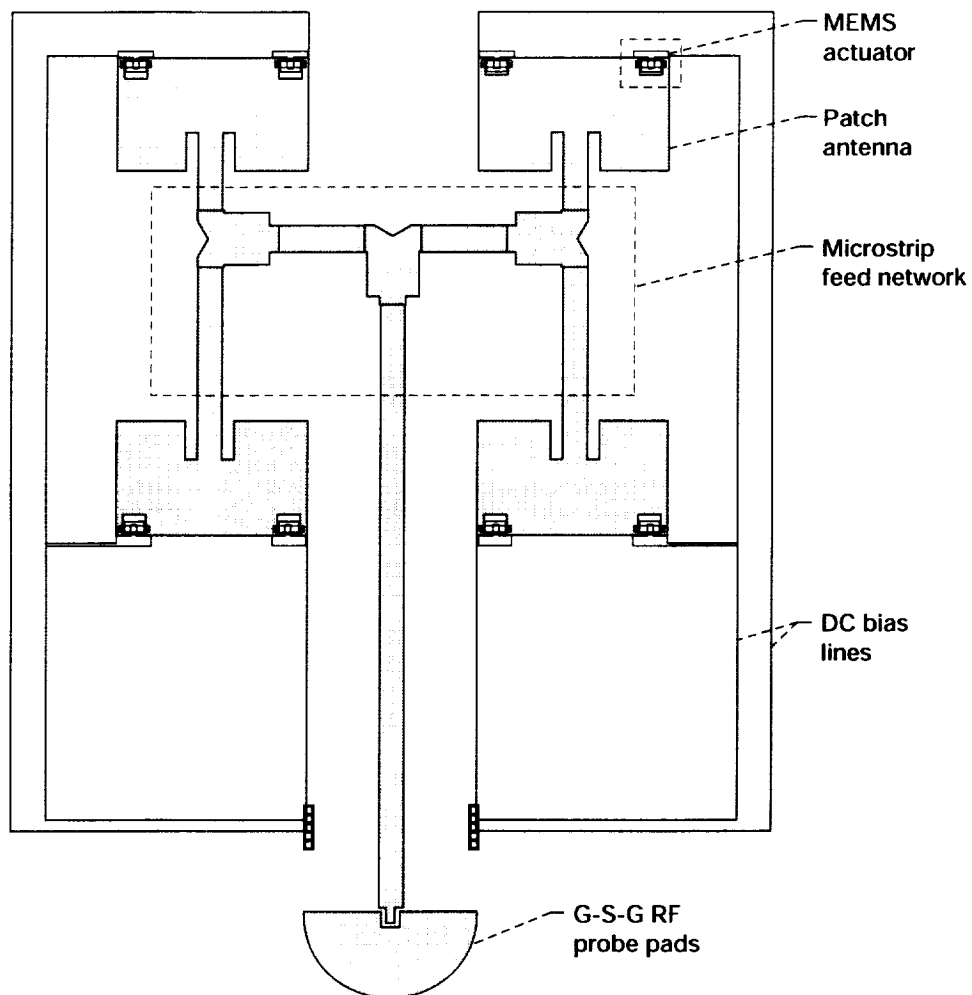 MEMS
actuator
Patch
antenna
Microstrip
feed network
DC bias
lines
G-S-G RF
probe pads